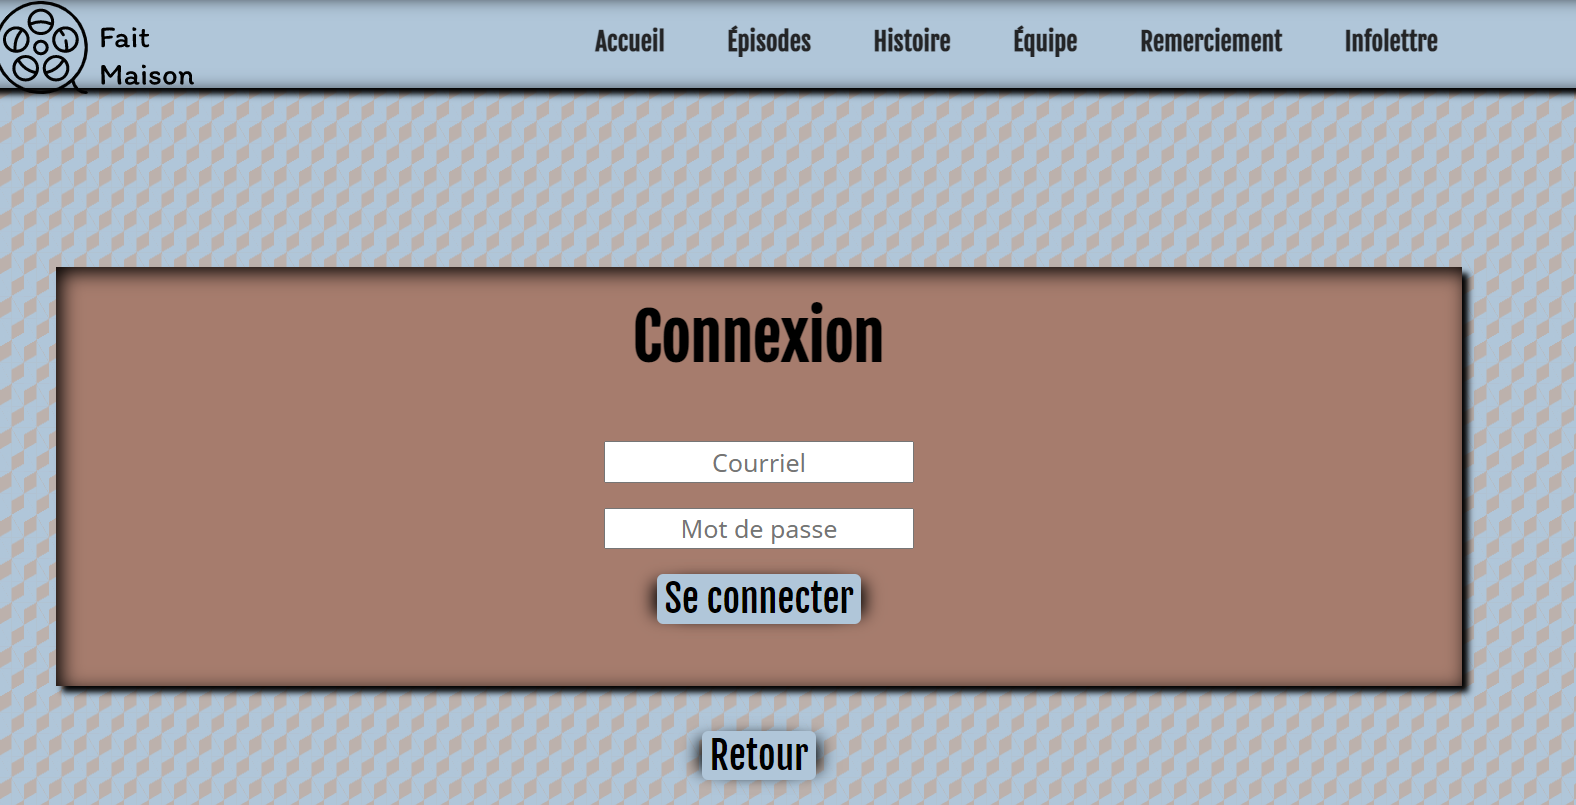 Fait
Maison
Accueil Épisodes Histoire Équipe Remerciement Infolettre
Connexion
Courriel
Mot de passe
Se connecter
Retour